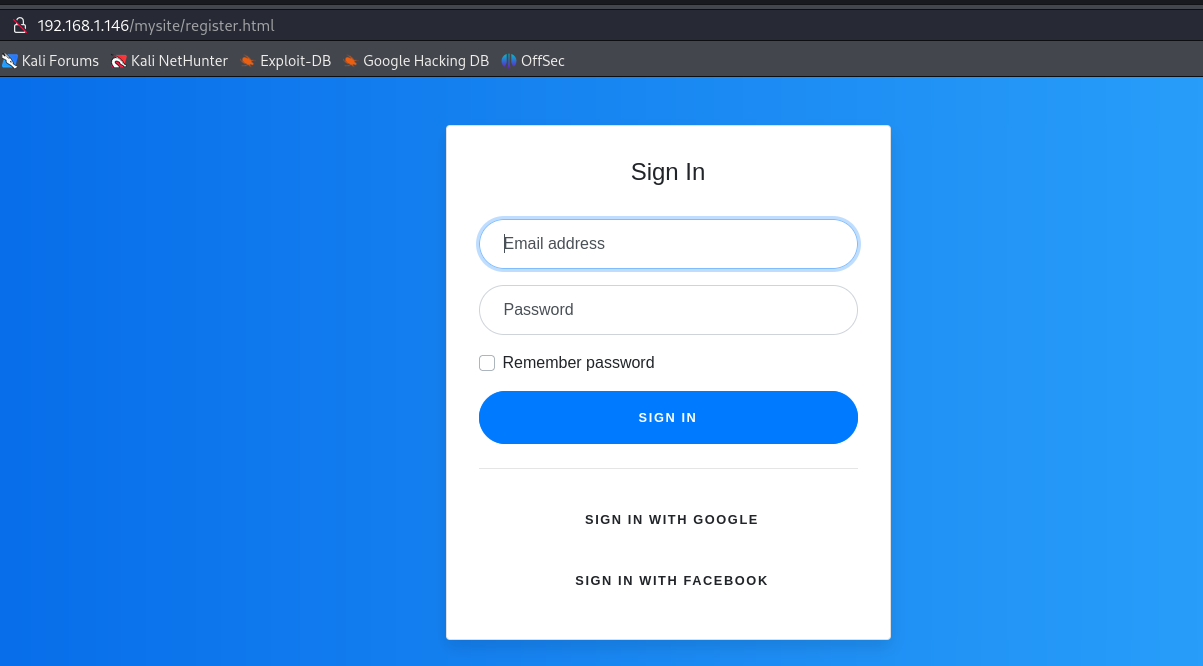 192.168.1.146/mysite/register.html
Kali Forums Kali NetHunter Exploit-DB Google Hacking DB OffSec
Sign In
Email address
Password
Remember password
SIGN IN
SIGN IN WITH GOOGLE
SIGN IN WITH FACEBOOK